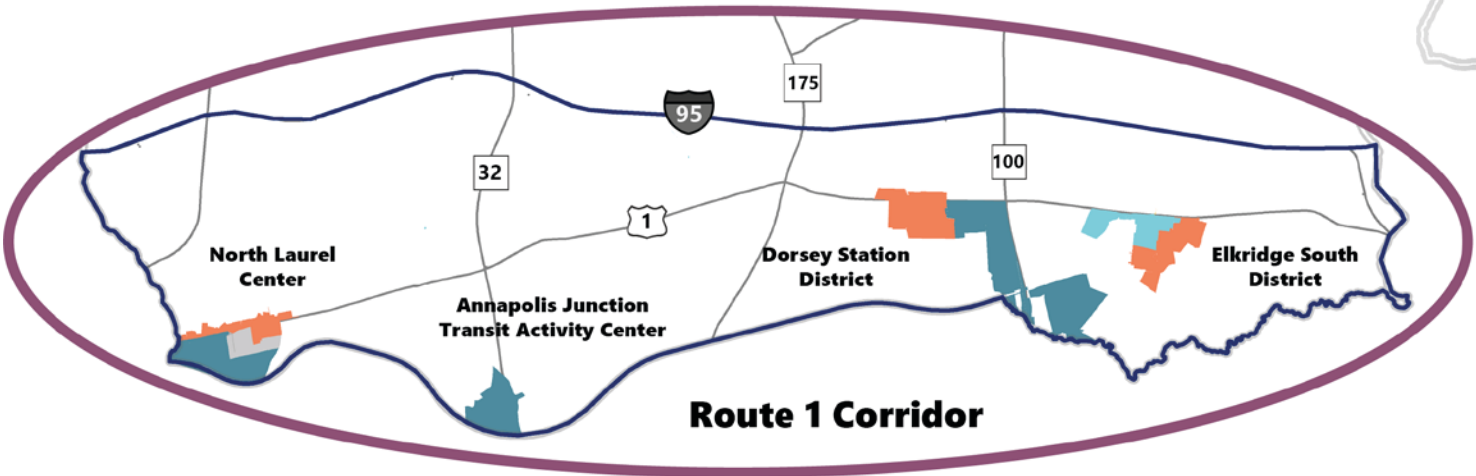 175
95
100
32
1
North Laurel
Center
Dorsey Station
District
Elkridge South
District
Annapolis Junction
Transit Activity Center
Route 1 Corridor